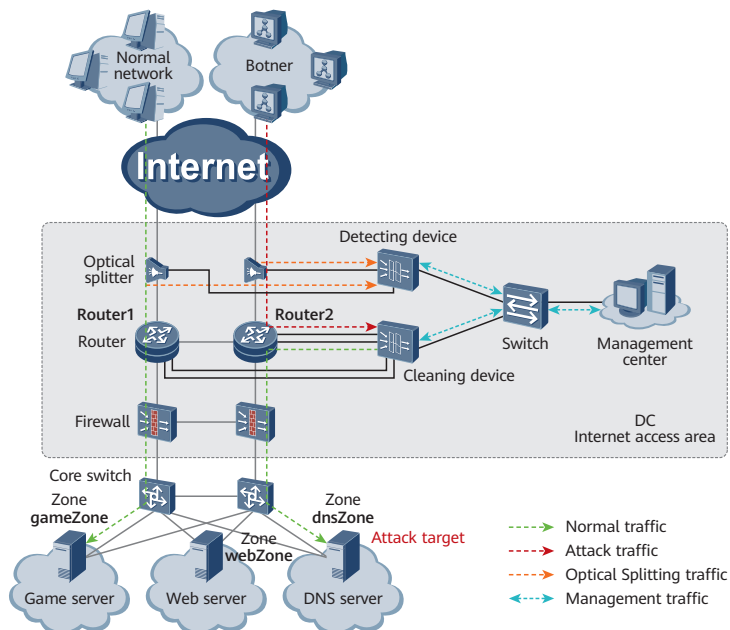 Normal
network
Botner
Internet
Detecting device
Optical
splitter
Router1
Router
Router2
Switch
Management
center
Cleaning device
Firewall
DC
Internet access area
Core switch
Zone
gameZone
Zone
webZone
Zone
dnsZone
Attack target
Game server
Web server
DNS server
Normal traffic
Attack traffic
Optical Splitting traffic
Management traffic